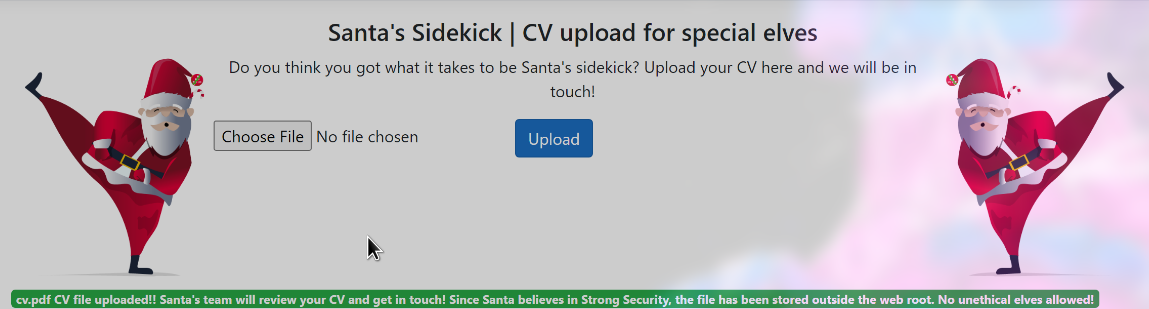 Santa's Sidekick | CV upload for special elves
Do you think you got what it takes to be Santa's sidekick? Upload your CV here and we will be in
touch!
Choose File No file chosen Upload
cv.pdf CV file uploaded!! Santa's team will review your CV and get in touch! Since Santa believes in Strong Security, the file has been stored outside the web root. No unethical elves allowed!